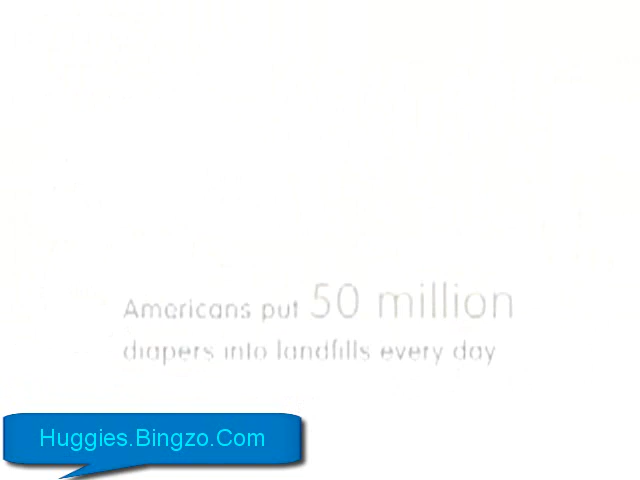 Americans put 50 million
diapers into landfills every day
Huggies.Bingzo.Com